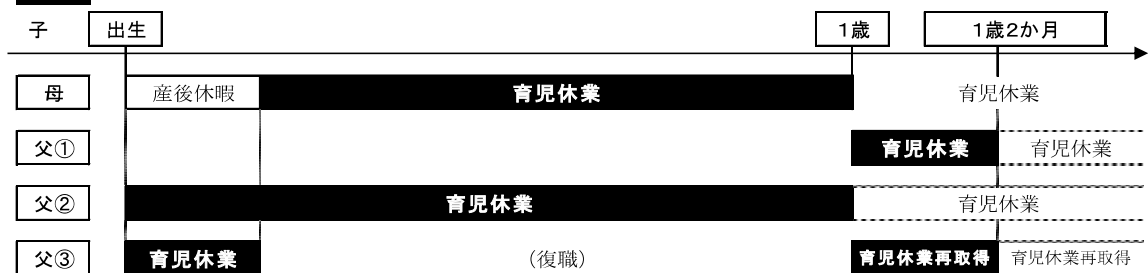 子 出生 1歳 1歳2か月
母 産後休暇 育児休業 育児休業
父① 育児休業 育児休業
父② 育児休業 育児休業
父③ 育児休業 (復職) 育児休業再取得 育児休業再取得